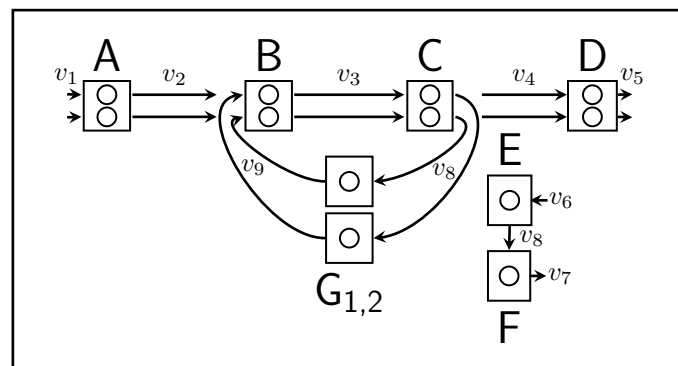 A B C D
v₁ v₂ v₃ v₄ v₅
E
v₉ v₈
v₆
v₈
G₁,₂
v₇
F